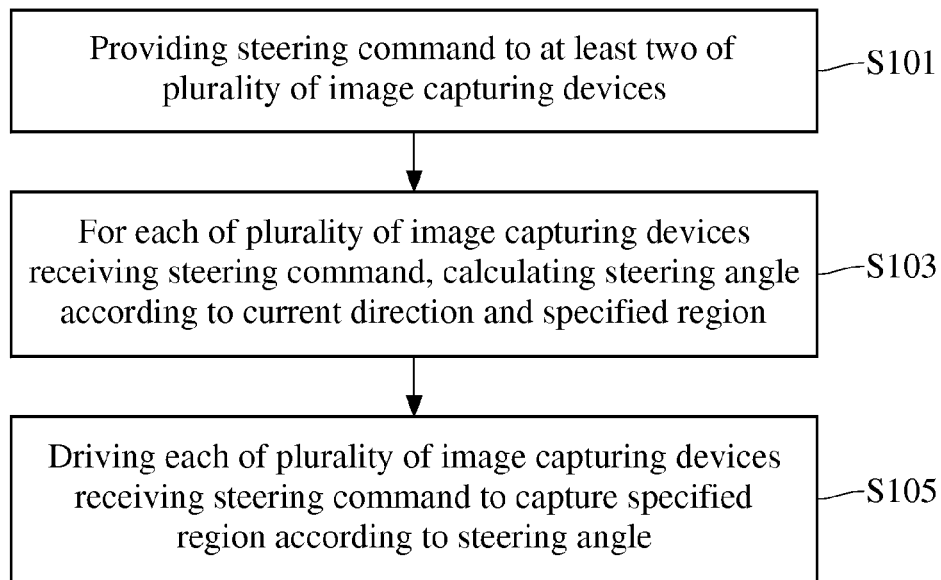 Providing steering command to at least two of
plurality of image capturing devices
S101
For each of plurality of image capturing devices
receiving steering command, calculating steering angle
according to current direction and specified region
S103
Driving each of plurality of image capturing devices
receiving steering command to capture specified
region according to steering angle
S105